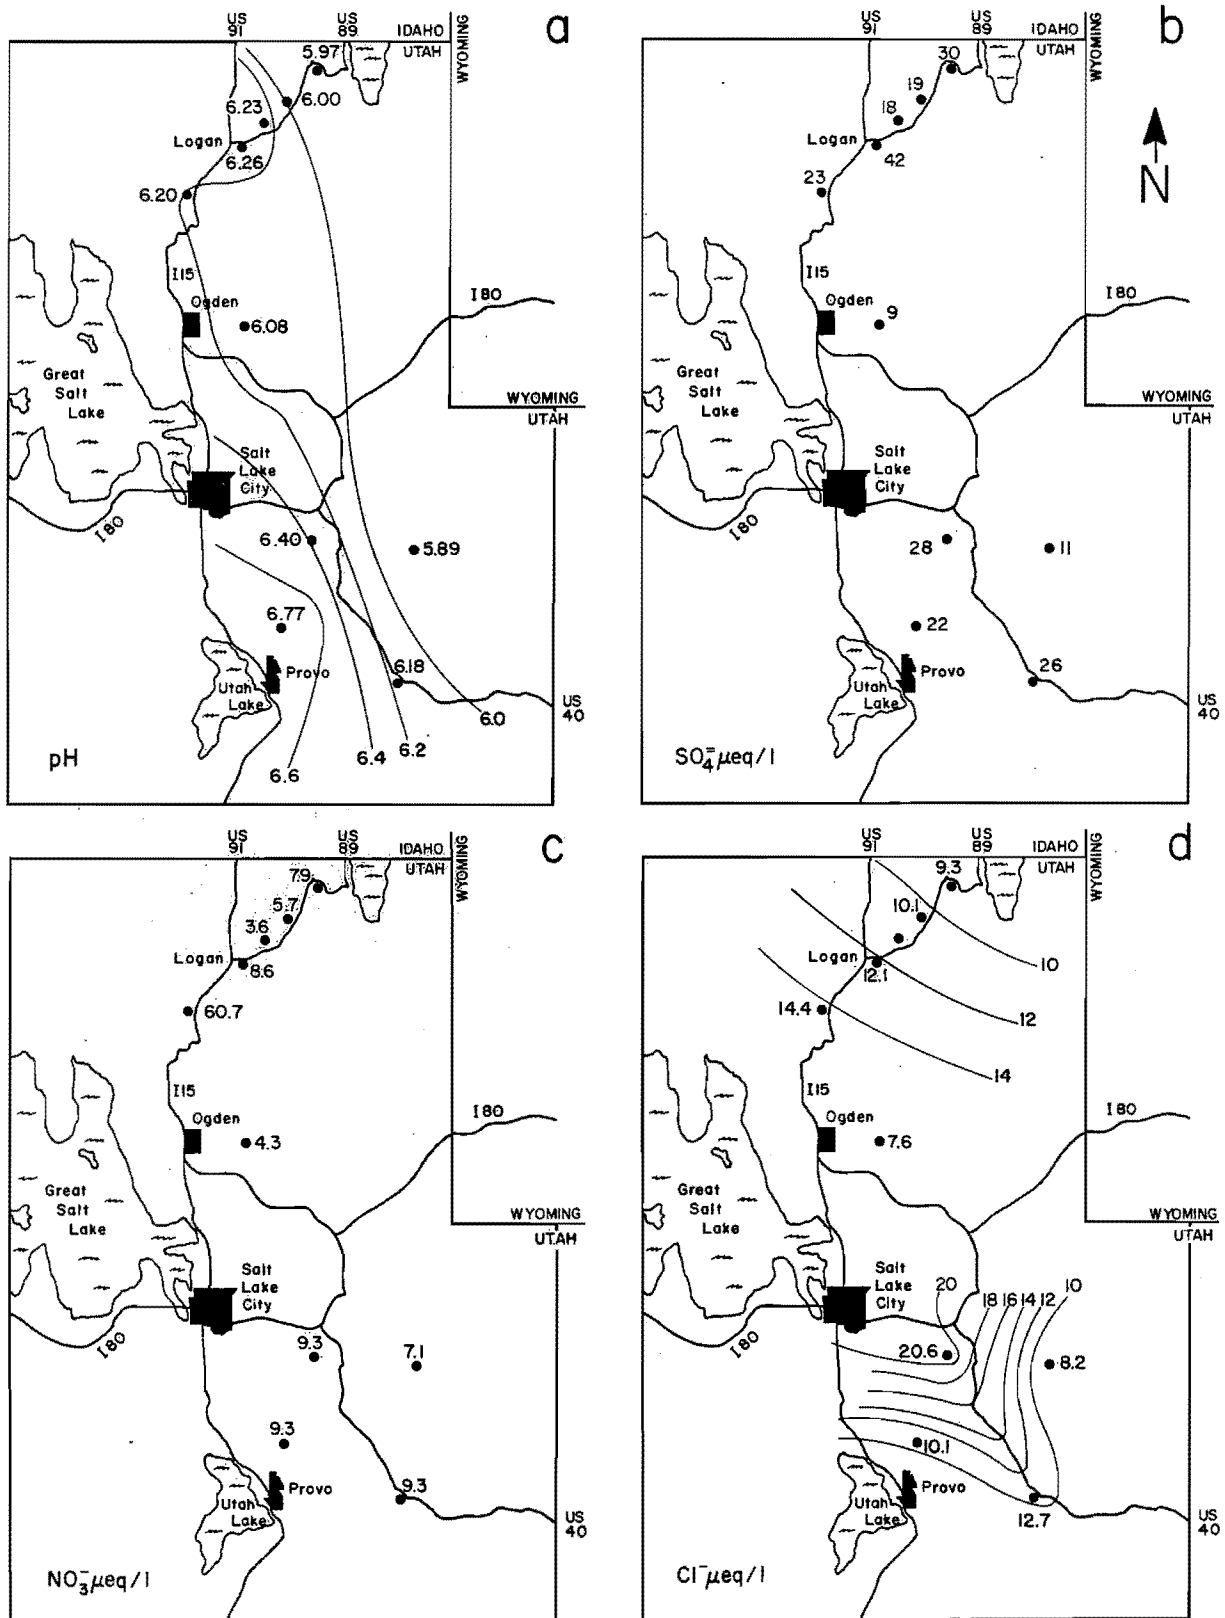 US
91
US
89
IDAHO
UTAH
WYOMING
a
5.97
6.00
6.23
Logan
6.26
6.20
I15
Ogden
6.08
I 80
Great
Salt
Lake
WYOMING
UTAH
Salt
Lake
City
I 80
6.40
5.89
6.77
6.18
Provo
Utah
Lake
6.0
US
40
6.2
6.4
6.6
pH
US
91
US
89
IDAHO
UTAH
WYOMING
b
30
19
18
Logan
42
23
N
I15
Ogden
9
I 80
Great
Salt
Lake
WYOMING
UTAH
Salt
Lake
City
I 80
28
11
22
26
Provo
Utah
Lake
US
40
SO₄⁼ μeq/l
US
91
US
89
IDAHO
UTAH
WYOMING
c
7.9
5.7
3.6
Logan
8.6
60.7
I15
Ogden
4.3
I 80
Great
Salt
Lake
WYOMING
UTAH
Salt
Lake
City
I 80
9.3
7.1
9.3
9.3
Provo
Utah
Lake
US
40
NO₃⁻ μeq/l
US
91
US
89
IDAHO
UTAH
WYOMING
d
9.3
10.1
Logan
12.1
10
14.4
12
14
I15
Ogden
7.6
I 80
Great
Salt
Lake
WYOMING
UTAH
Salt
Lake
City
20
18 16 14 12 10
I 80
20.6
8.2
10.1
Provo
12.7
Utah
Lake
US
40
Cl⁻ μeq/l